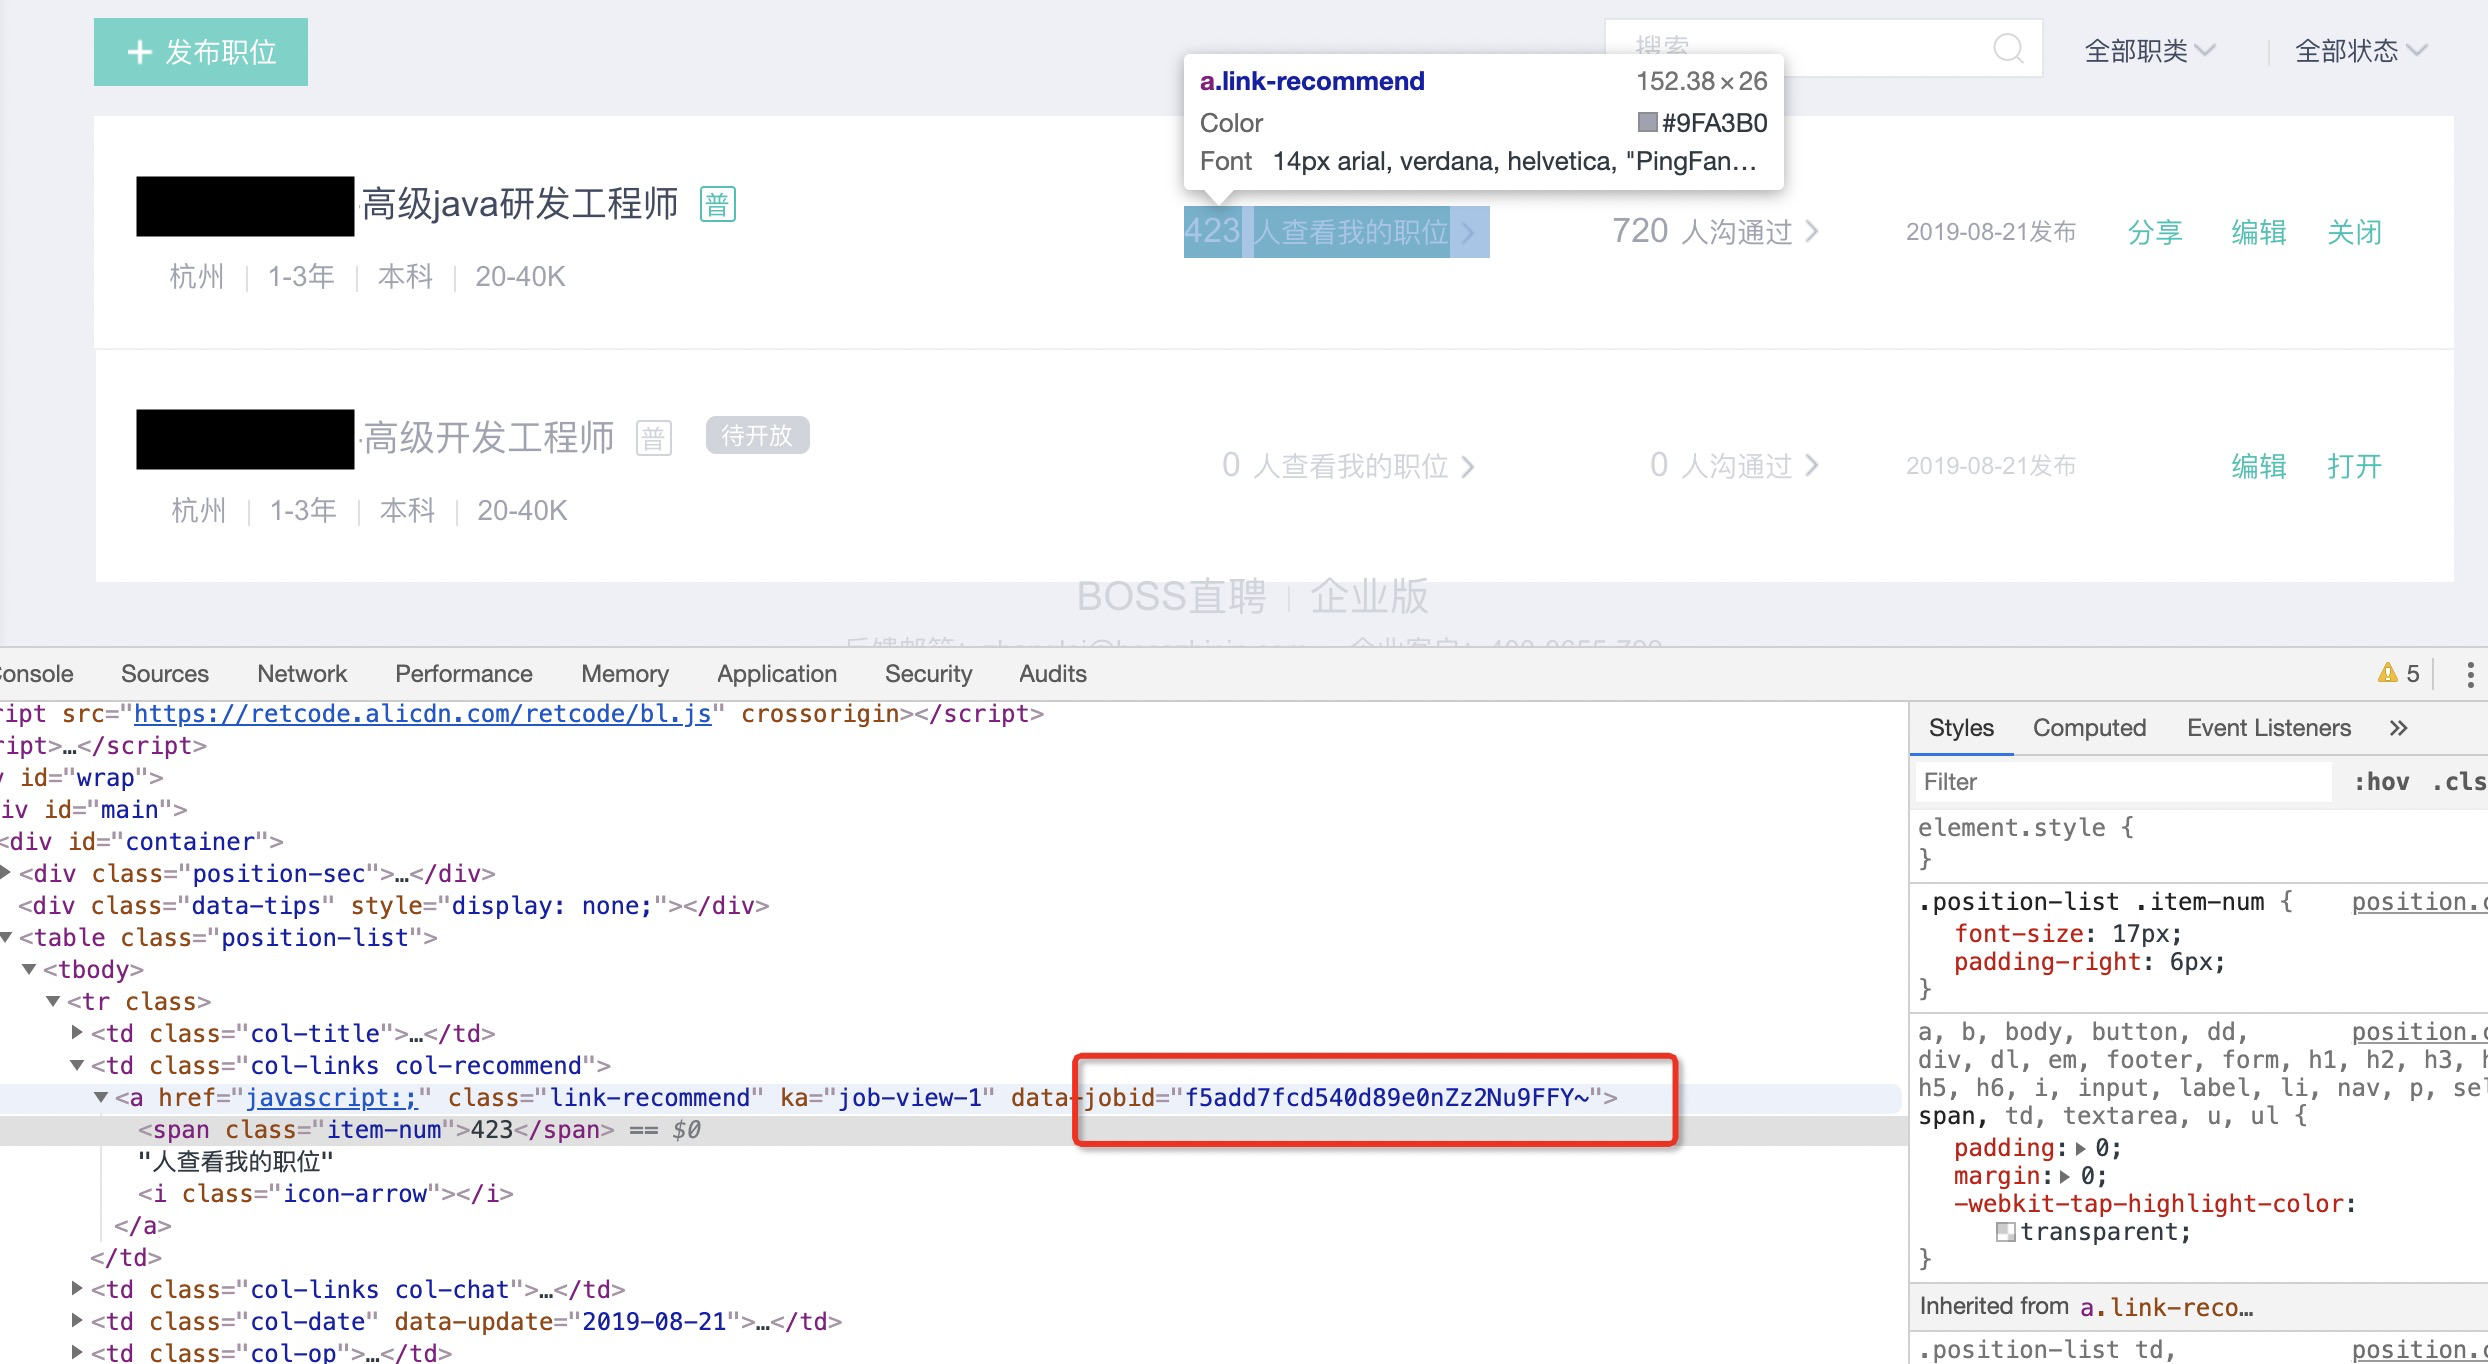 发布职位
搜索
全部职类
全部状态
a.link-recommend 152.38×26
Color #9FA3B0
Font 14px arial, verdana, helvetica, "PingFan…
高级java研发工程师 普
423 人查看我的职位
720 人沟通过
2019-08-21发布
分享 编辑 关闭
杭州 1-3年 本科 20-40K
·高级开发工程师 普 待开放
0 人查看我的职位
0 人沟通过
2019-08-21发布
编辑 打开
杭州 1-3年 本科 20-40K
BOSS直聘 企业版
onsole Sources Network Performance Memory Application Security Audits 5
ript src="https://retcode.alicdn.com/retcode/bl.js" crossorigin></script>
ript>…</script>
id="wrap">
iv id="main">
<div id="container">
<div class="position-sec">…</div>
<div class="data-tips" style="display: none;"></div>
<table class="position-list">
<tbody>
<tr class>
<td class="col-title">…</td>
<td class="col-links col-recommend">
<a href="javascript:;" class="link-recommend" ka="job-view-1" data-jobid="f5add7fcd540d89e0nZz2Nu9FFY~">
<span class="item-num">423</span> == $0
"人查看我的职位"
<i class="icon-arrow"></i>
</a>
</td>
<td class="col-links col-chat">…</td>
<td class="col-date" data-update="2019-08-21">…</td>
<td class="col-op">…</td>
Styles Computed Event Listeners »
Filter :hov .cls
element.style {
}
.position-list .item-num { position.c
font-size: 17px;
padding-right: 6px;
}
a, b, body, button, dd, position.c
div, dl, em, footer, form, h1, h2, h3, h
h5, h6, i, input, label, li, nav, p, sel
span, td, textarea, u, ul {
padding: 0;
margin: 0;
-webkit-tap-highlight-color:
transparent;
}
Inherited from a.link-reco…
.position-list td, position.c